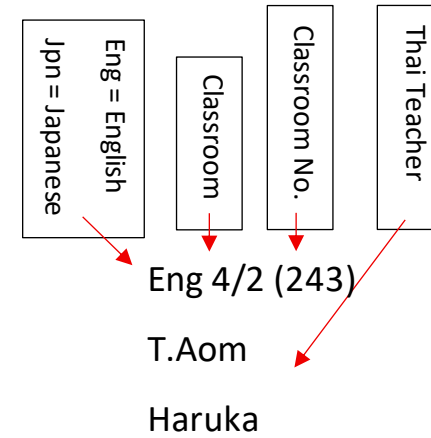 Eng = English
Jpn = Japanese
Classroom
Classroom No.
Thai Teacher
Eng 4/2 (243)
T.Aom
Haruka